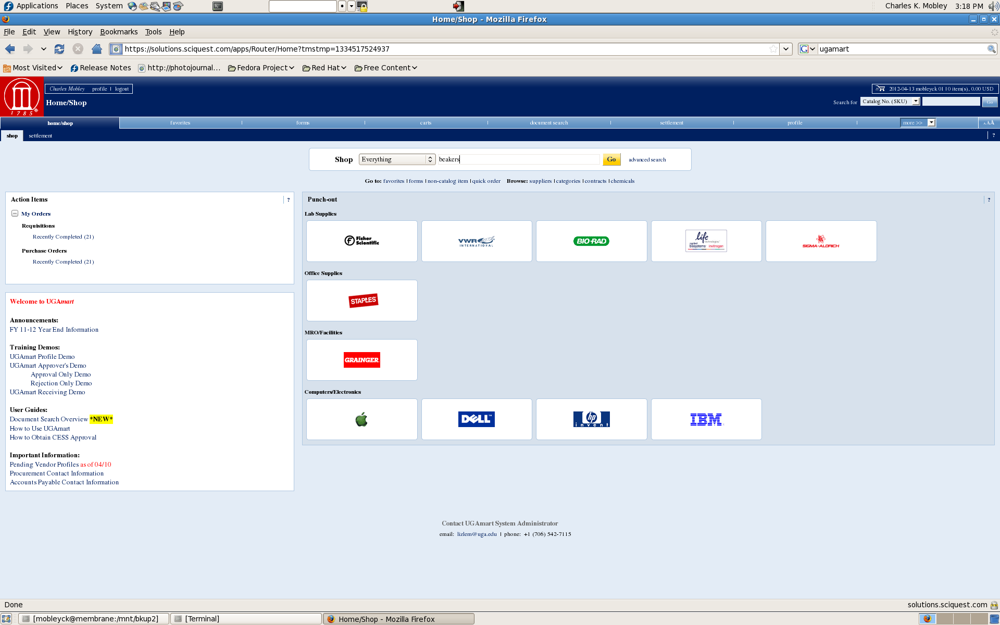 Applications Places System
Charles K. Mobley 3:18 PM
Home/Shop - Mozilla Firefox
File Edit View History Bookmarks Tools Help
https://solutions.sciquest.com/apps/Router/Home?tmstmp=1334517524937
G ugamart
Most Visited Release Notes http://photojournal... Fedora Project Red Hat Free Content
1785
Charles Mobley profile | logout
2012-04-13 mobleyck 01 | 0 item(s), 0.00 USD
Home/Shop
Search for Catalog No. (SKU) Go
home/shop favorites forms carts document search settlement profile more >> AAA
shop settlement ?
Shop Everything beakers Go advanced search
Go to: favorites | forms | non-catalog item | quick order Browse: suppliers | categories | contracts | chemicals
Action Items ?
My Orders
Requisitions
Recently Completed (21)
Purchase Orders
Recently Completed (21)
Welcome to UGAmart
Announcements:
FY 11-12 Year End Information
Training Demos:
UGAmart Profile Demo
UGAmart Approver's Demo
Approval Only Demo
Rejection Only Demo
UGAmart Receiving Demo
User Guides:
Document Search Overview *NEW*
How to Use UGAmart
How to Obtain CESS Approval
Important Information:
Pending Vendor Profiles as of 04/10
Procurement Contact Information
Accounts Payable Contact Information
Punch-out ?
Lab Supplies
Fisher Scientific
VWR INTERNATIONAL
BIO-RAD
life technologies
applied biosystems invitrogen
SIGMA-ALDRICH
Office Supplies
STAPLES
MRO/Facilities
GRAINGER
Computers/Electronics
DELL
hp invent
IBM
Contact UGAmart System Administrator
email: lizlem@uga.edu | phone: +1 (706) 542-7115
Done
solutions.sciquest.com
[mobleyck@membrane:/mnt/bkup2] [Terminal] Home/Shop - Mozilla Firefox